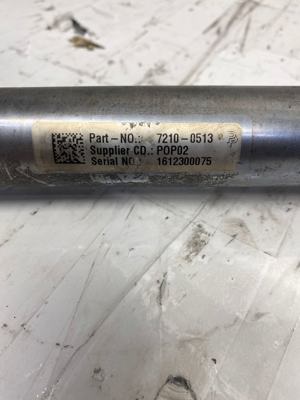 Part-NO.: 7210-0513
Supplier CD.: POP02
Serial NO.: 1612300075